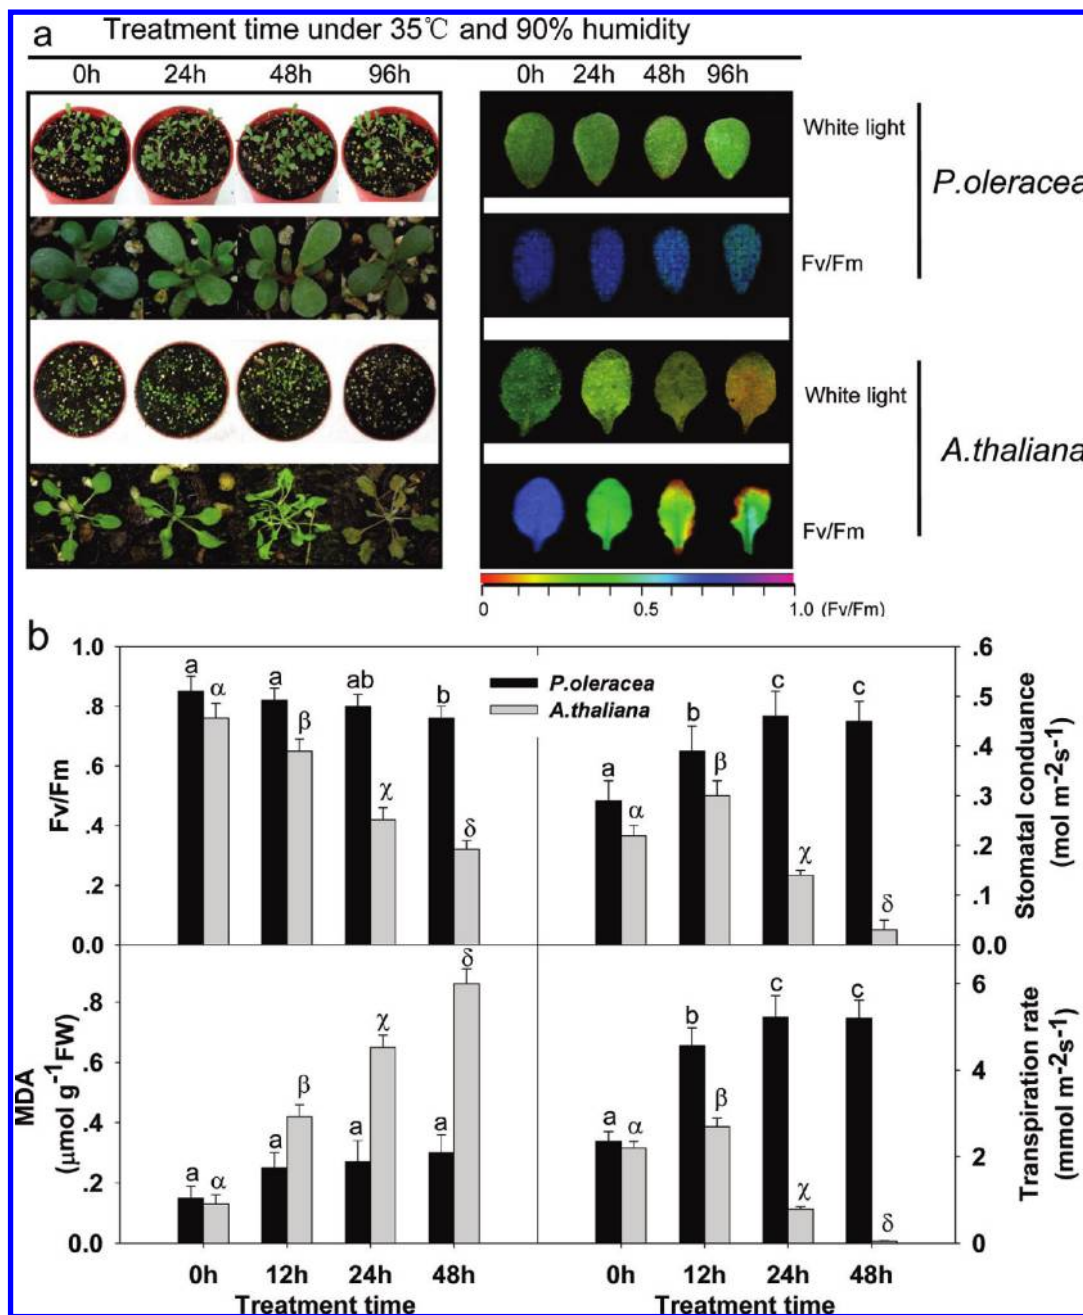 a
Treatment time under 35℃ and 90% humidity
0h 24h 48h 96h
0h 24h 48h 96h
White light
P.oleracea
Fv/Fm
White light
A.thaliana
Fv/Fm
0 0.5 1.0 (Fv/Fm)
b
1.0
.8
.6
.4
.2
0.0
Fv/Fm
a α a β ab χ b δ
P.oleracea
A.thaliana
a α b β c χ c δ
.6
.5
.4
.3
.2
.1
0.0
Stomatal conduance
(mol m-2s-1)
.8
.6
.4
.2
0.0
MDA
(μmol g-1FW)
a α a β a χ a δ
a α b β c χ c δ
6
4
2
0
Transpiration rate
(mmol m-2s-1)
0h 12h 24h 48h
0h 12h 24h 48h
Treatment time
Treatment time